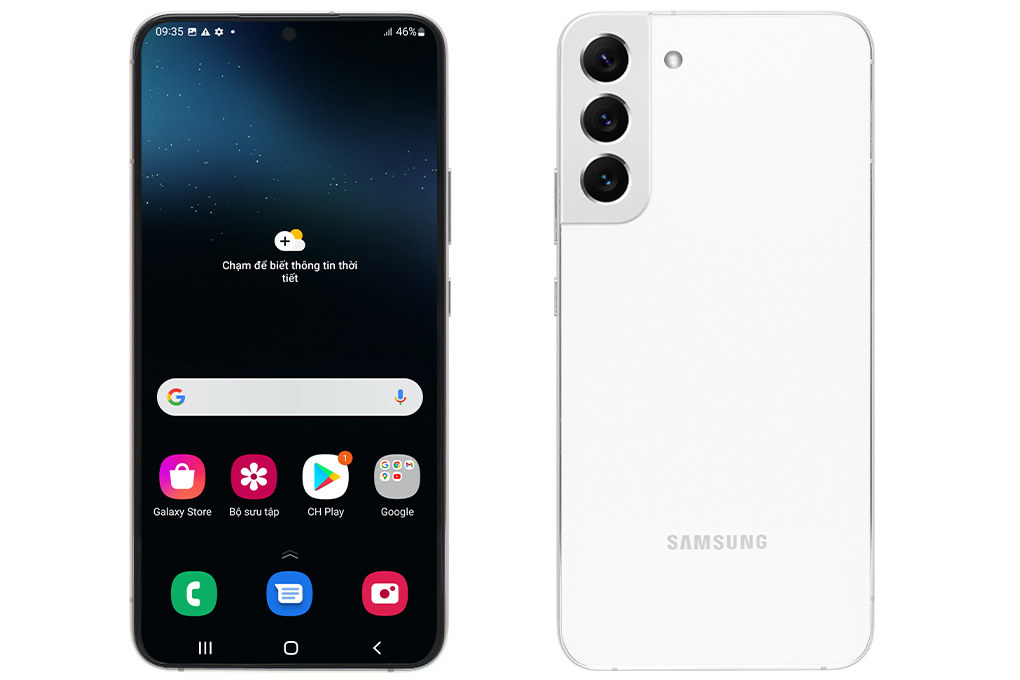 09:35
46%
Chạm để biết thông tin thời
tiết
1
Galaxy Store
Bộ sưu tập
CH Play
Google
SAMSUNG